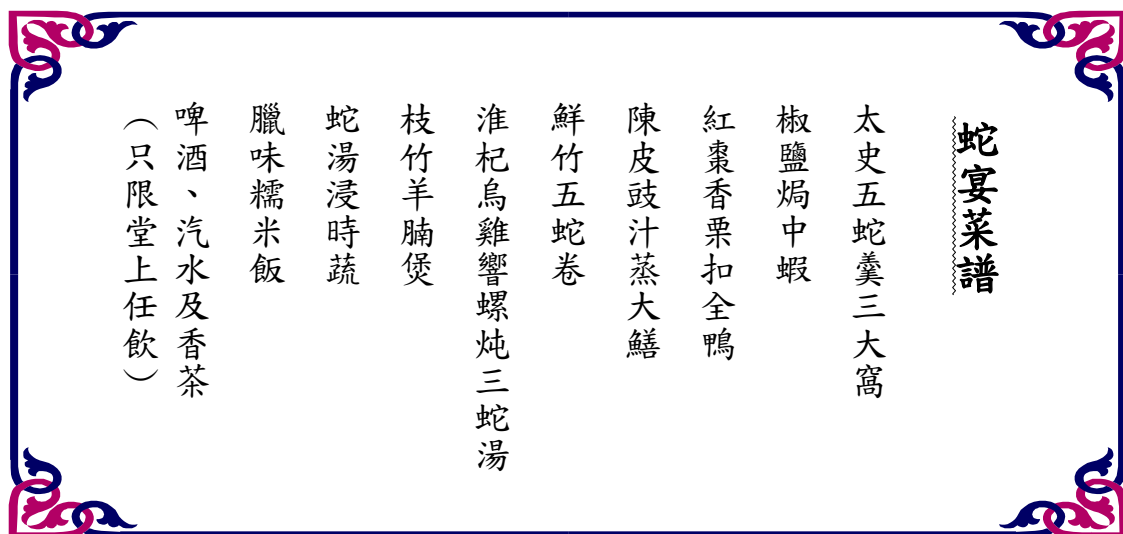 蛇宴菜譜
太史五蛇羹三大窩
椒鹽焗中蝦
紅棗香栗扣全鴨
陳皮豉汁蒸大鱔
鮮竹五蛇卷
淮杞烏雞響螺炖三蛇湯
枝竹羊腩煲
蛇湯浸時蔬
臘味糯米飯
啤酒、汽水及香茶
（只限堂上任飲）